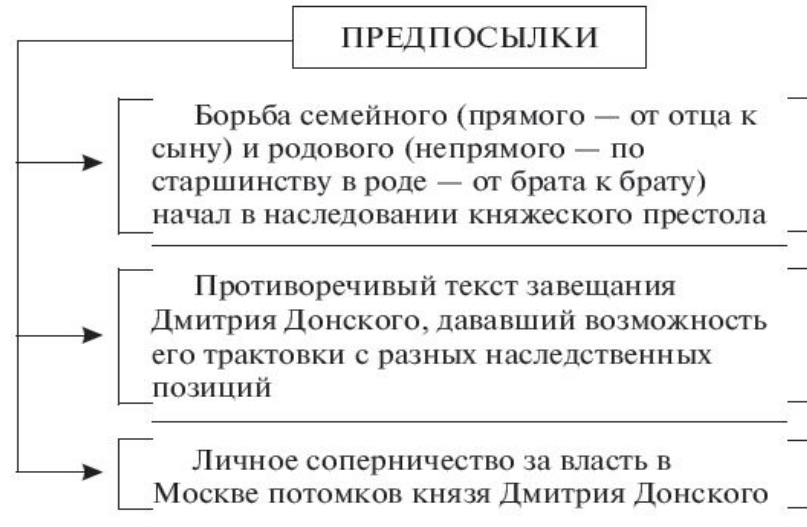 ПРЕДПОСЫЛКИ
Борьба семейного (прямого — от отца к
сыну) и родового (непрямого — по
старшинству в роде — от брата к брату)
начал в наследовании княжеского престола
Противоречивый текст завещания
Дмитрия Донского, дававший возможность
его трактовки с разных наследственных
позиций
Личное соперничество за власть в
Москве потомков князя Дмитрия Донского